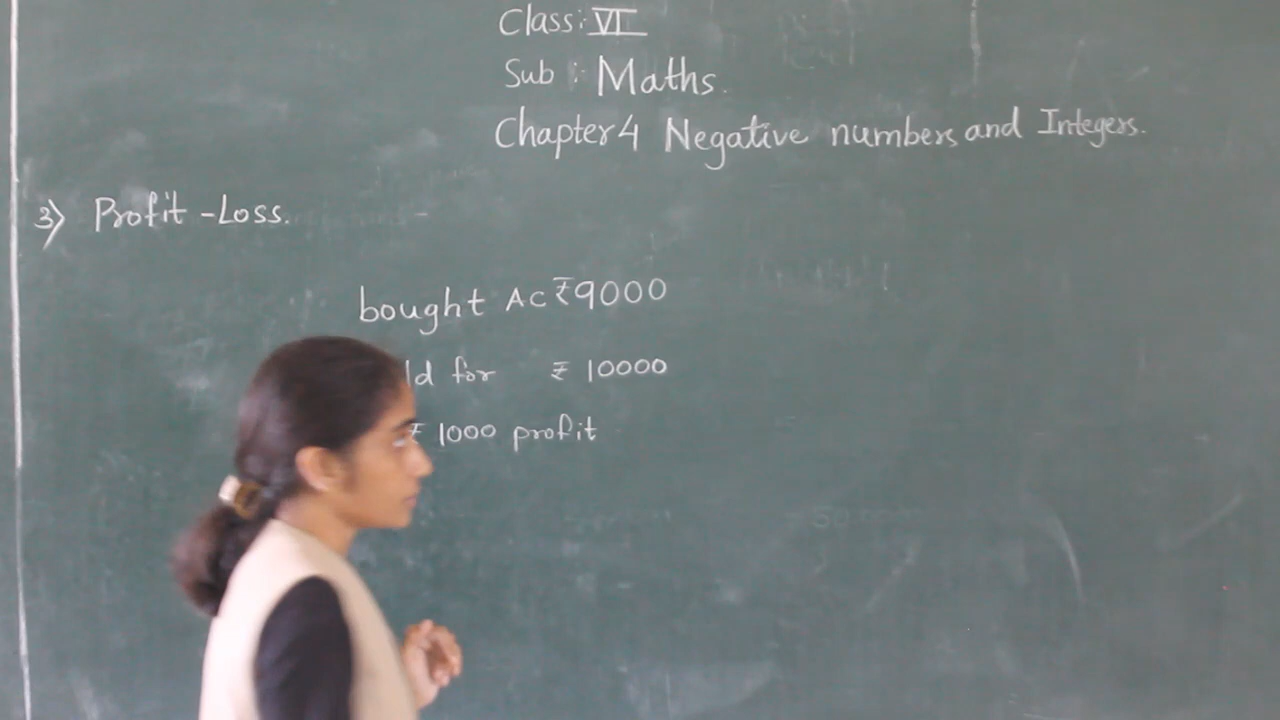 Class: VI
Sub : Maths.
Chapter 4 Negative numbers and Integers.
3) Profit - Loss.
bought AC ₹9000
ld for ₹ 10000
₹ 1000 profit